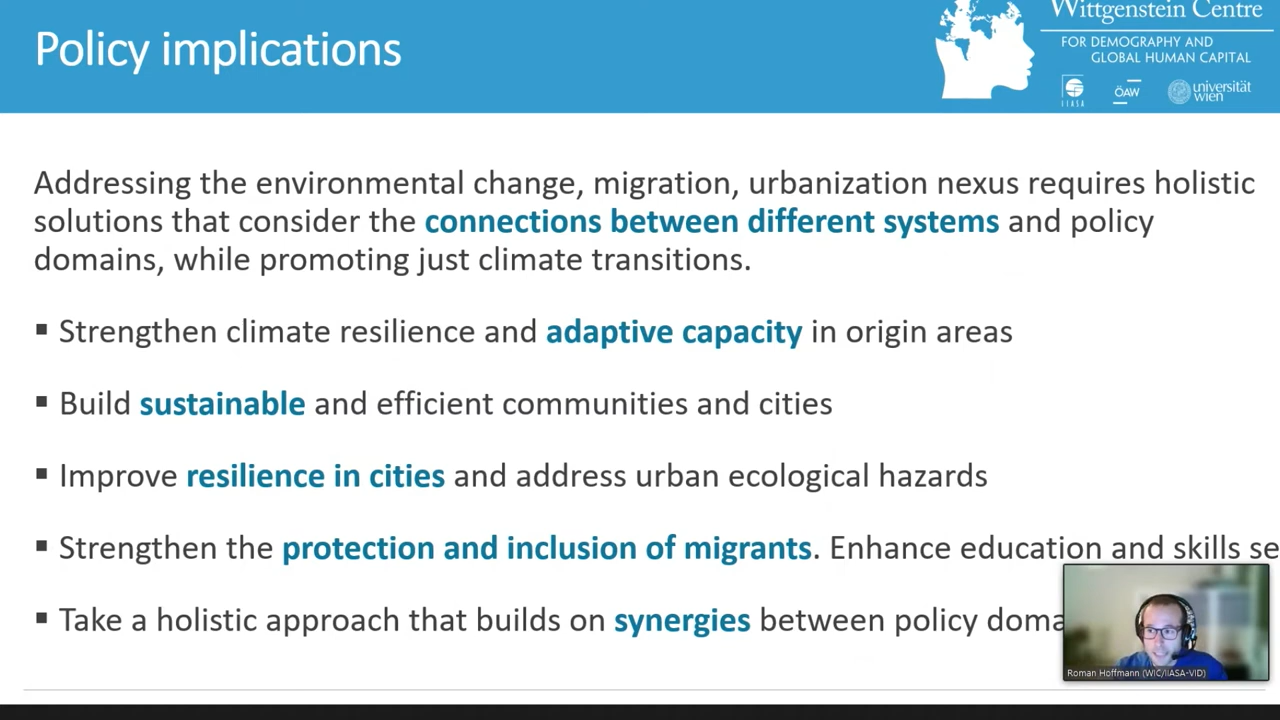 Policy implications
Wittgenstein Centre
FOR DEMOGRAPHY AND
GLOBAL HUMAN CAPITAL
IIASA
ÖAW
universität
wien
Addressing the environmental change, migration, urbanization nexus requires holistic
solutions that consider the connections between different systems and policy
domains, while promoting just climate transitions.
▪ Strengthen climate resilience and adaptive capacity in origin areas
▪ Build sustainable and efficient communities and cities
▪ Improve resilience in cities and address urban ecological hazards
▪ Strengthen the protection and inclusion of migrants. Enhance education and skills se
▪ Take a holistic approach that builds on synergies between policy doma
Roman Hoffmann (WIC/IIASA-VID)